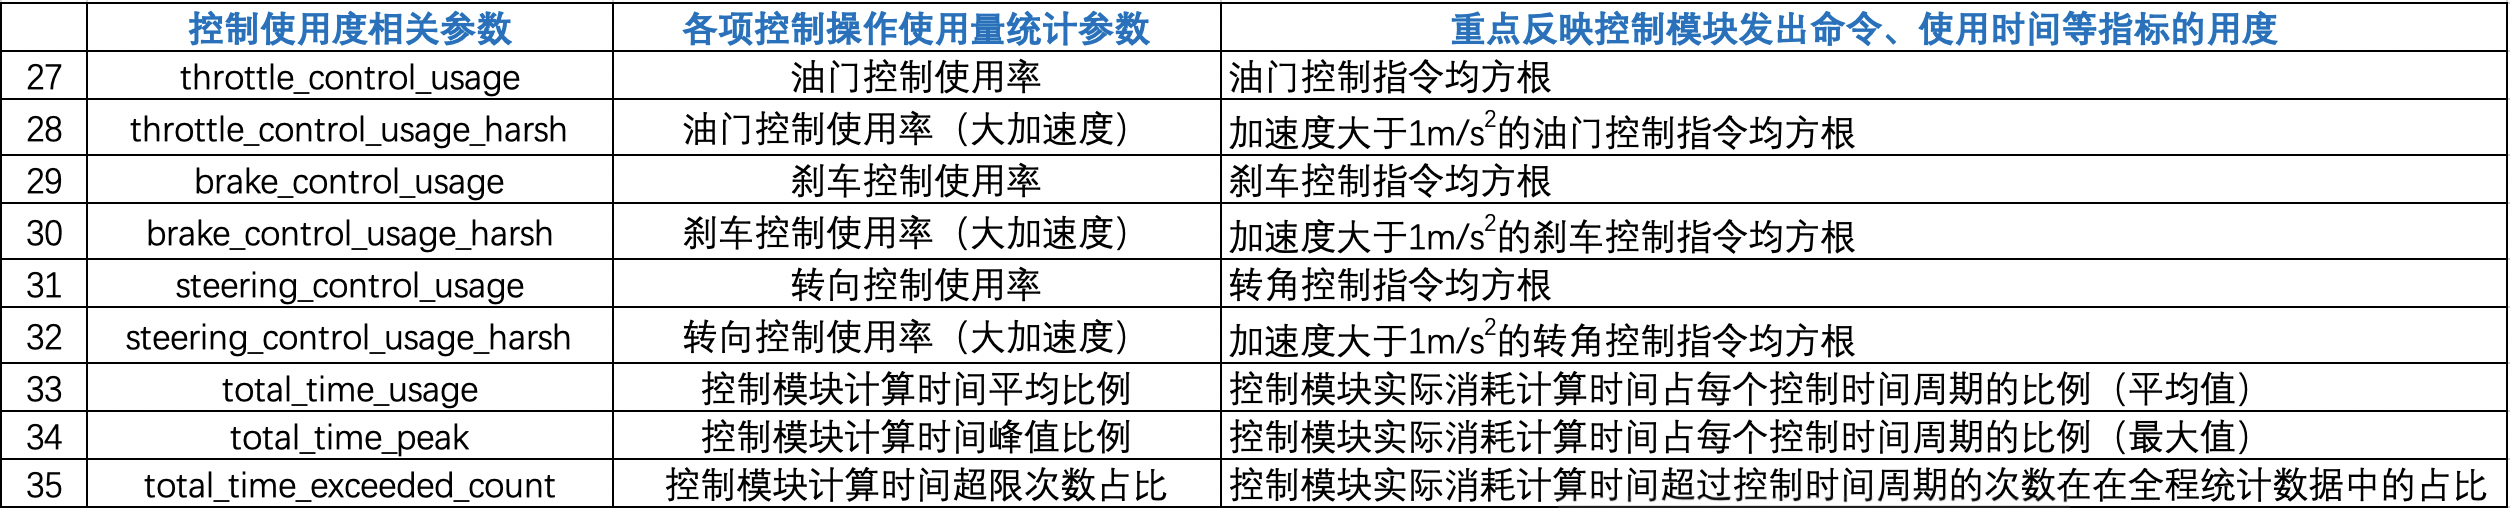 控制使用度相关参数 各项控制操作使用量统计参数 重点反映控制模块发出命令、使用时间等指标的用度
27 throttle_control_usage 油门控制使用率 油门控制指令均方根
28 throttle_control_usage_harsh 油门控制使用率（大加速度） 加速度大于1m/s²的油门控制指令均方根
29 brake_control_usage 刹车控制使用率 刹车控制指令均方根
30 brake_control_usage_harsh 刹车控制使用率（大加速度） 加速度大于1m/s²的刹车控制指令均方根
31 steering_control_usage 转向控制使用率 转角控制指令均方根
32 steering_control_usage_harsh 转向控制使用率（大加速度） 加速度大于1m/s²的转角控制指令均方根
33 total_time_usage 控制模块计算时间平均比例 控制模块实际消耗计算时间占每个控制时间周期的比例（平均值）
34 total_time_peak 控制模块计算时间峰值比例 控制模块实际消耗计算时间占每个控制时间周期的比例（最大值）
35 total_time_exceeded_count 控制模块计算时间超限次数占比 控制模块实际消耗计算时间超过控制时间周期的次数在在全程统计数据中的占比